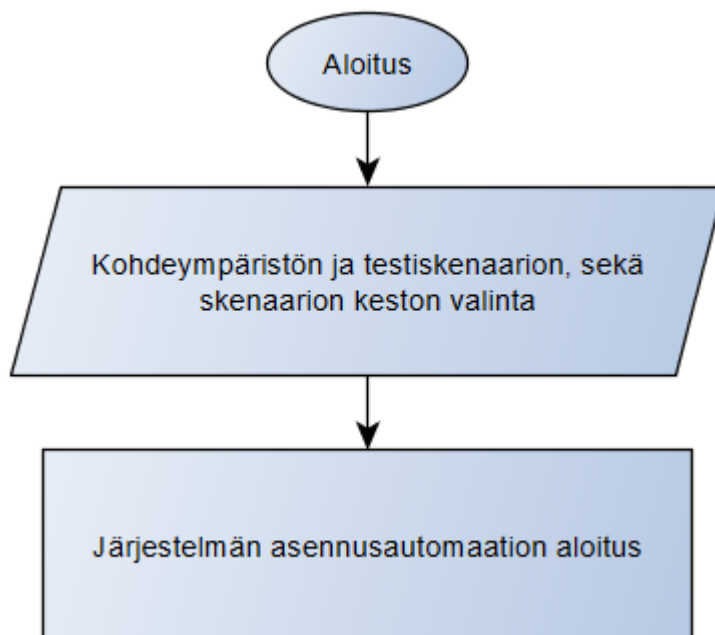 Aloitus
Kohdeympäristön ja testiskenaarion, sekä
skenaarion keston valinta
Järjestelmän asennusautomaation aloitus